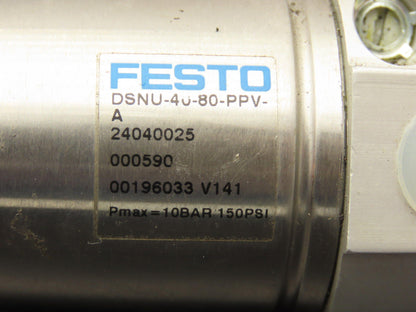 FESTO
DSNU-40-80-PPV-
A
24040025
000590
00196033 V141
Pmax=10BAR 150PSI